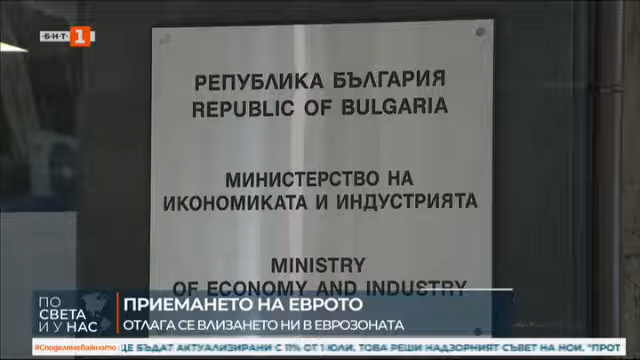 БНТ 1
РЕПУБЛИКА БЪЛГАРИЯ
REPUBLIC OF BULGARIA
МИНИСТЕРСТВО НА
ИКОНОМИКАТА И ИНДУСТРИЯТА
MINISTRY
OF ECONOMY AND INDUSTRY
ПО
СВЕТА
И У НАС
ПРИЕМАНЕТО НА ЕВРОТО
ОТЛАГА СЕ ВЛИЗАНЕТО НИ В ЕВРОЗОНАТА
#СподелямеВажното ЩЕ БЪДАТ АКТУАЛИЗИРАНИ С 11% ОТ 1 ЮЛИ, ТОВА РЕШИ НАДЗОРНИЯТ СЪВЕТ НА НОИ. "ПРОТ